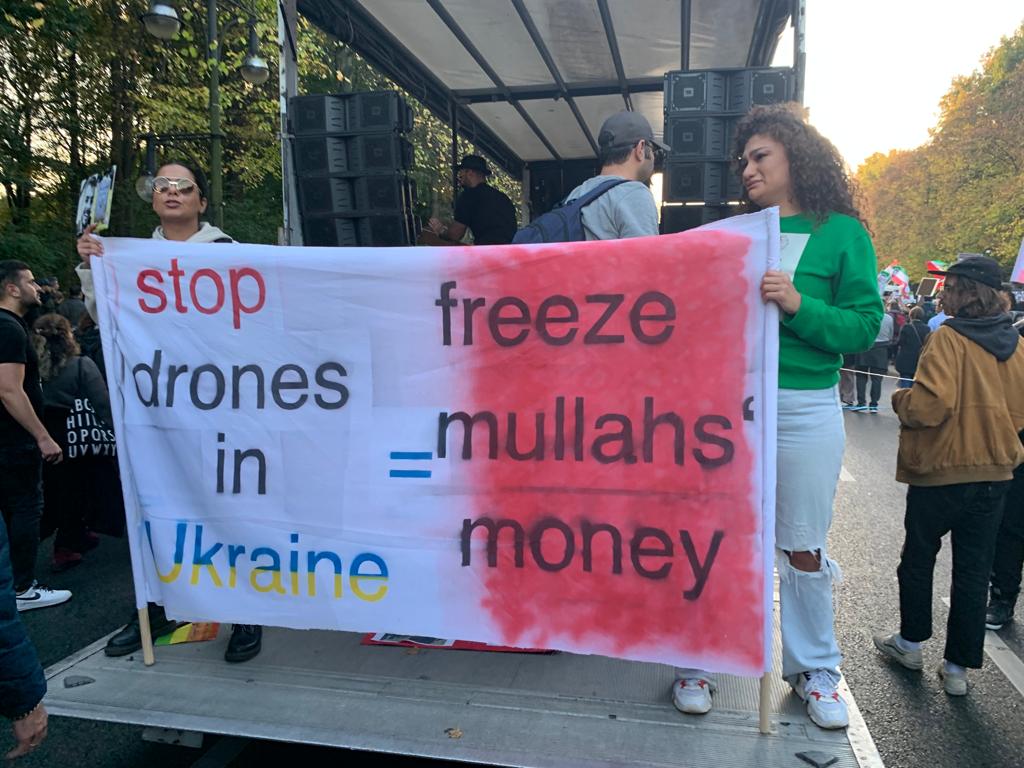 stop
drones
in
Ukraine
=
freeze
mullahs‘
money